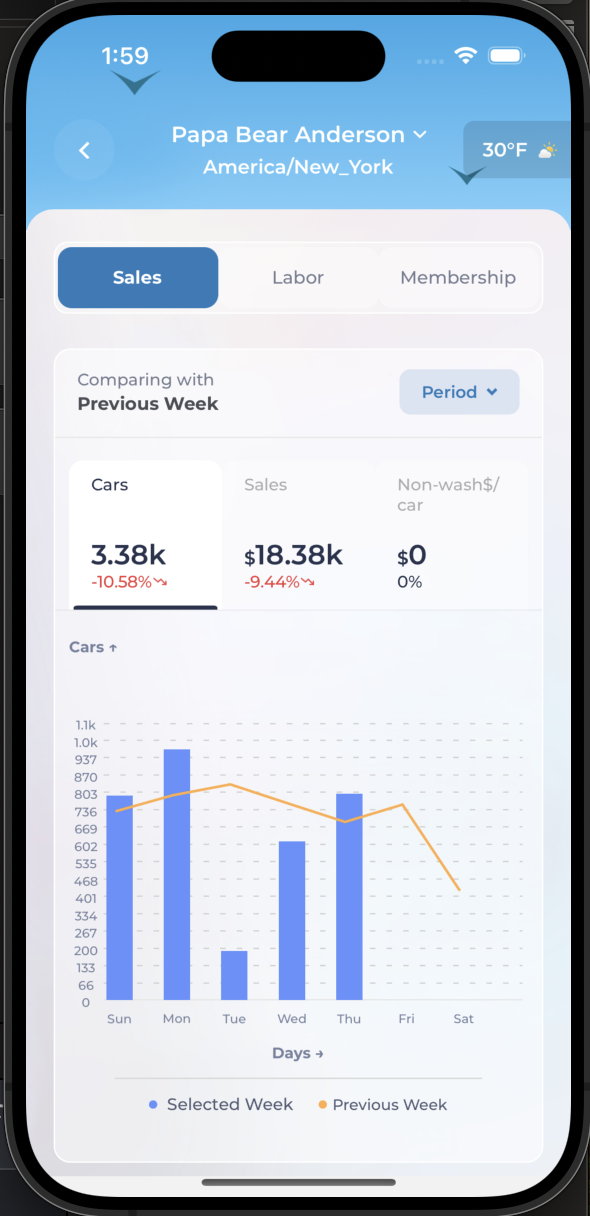 1:59
Papa Bear Anderson
America/New_York
30°F
Sales
Labor
Membership
Comparing with
Previous Week
Period
Cars
Sales
Non-wash$/
car
3.38k
$18.38k
$0
-10.58%
-9.44%
0%
Cars ↑
1.1k
1.0k
937
870
803
736
669
602
535
468
401
334
267
200
133
66
0
Sun Mon Tue Wed Thu Fri Sat
Days →
Selected Week
Previous Week